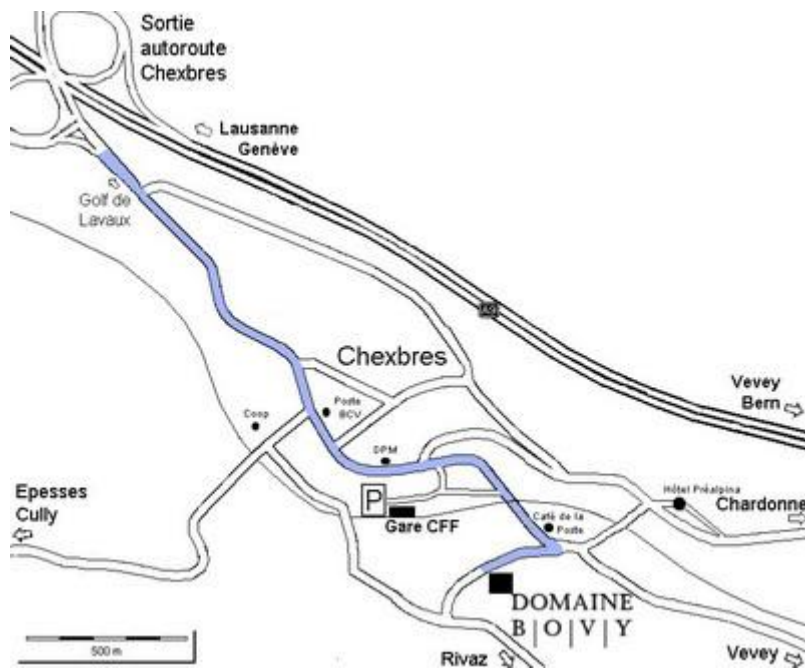 Sortie
autoroute
Chexbres
Lausanne
Genève
Golf de
Lavaux
Chexbres
Vevey
Bern
Poste
BCV
Coop
DPM
P
Gare CFF
Hôtel Préalpina
Chardonne
Epesses
Cully
Café de la
Poste
DOMAINE
B|O|V|Y
500 m
Rivaz
Vevey